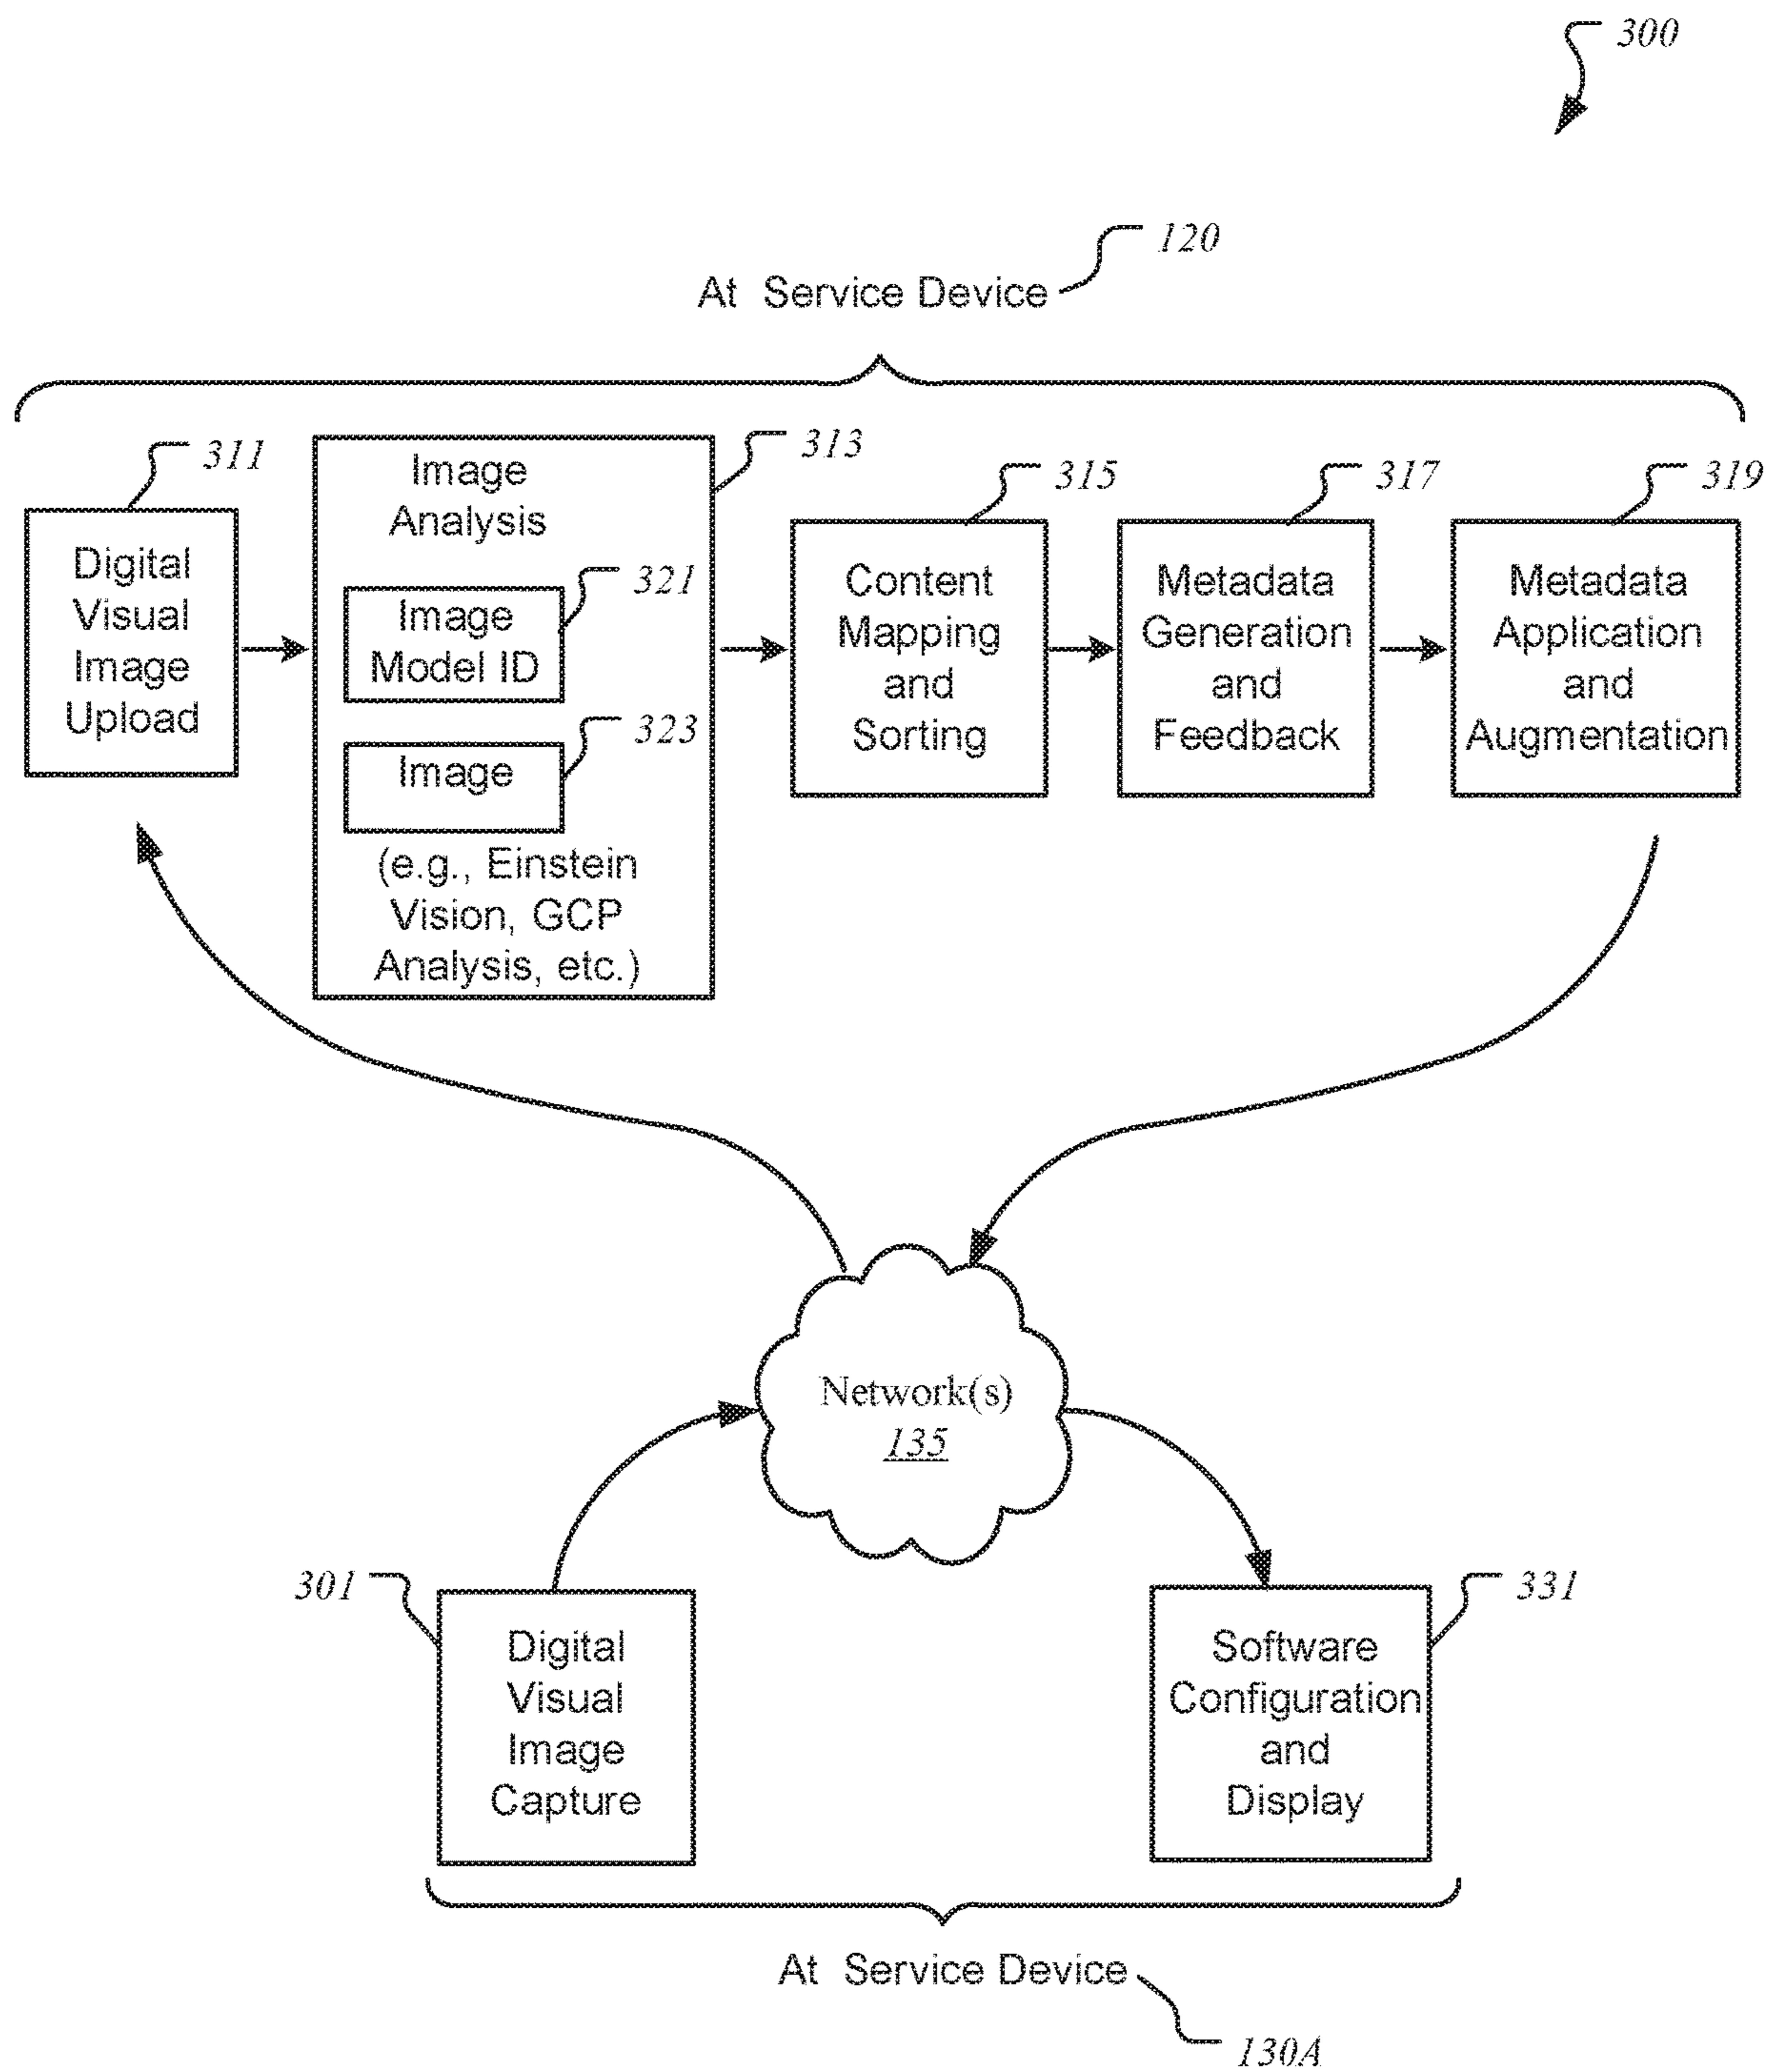 300
At Service Device 120
311
Digital
Visual
Image
Upload
313
Image
Analysis
321
Image
Model ID
323
Image
(e.g., Einstein
Vision, GCP
Analysis, etc.)
315
Content
Mapping
and
Sorting
317
Metadata
Generation
and
Feedback
319
Metadata
Application
and
Augmentation
Network(s)
135
301
Digital
Visual
Image
Capture
331
Software
Configuration
and
Display
At Service Device
130A